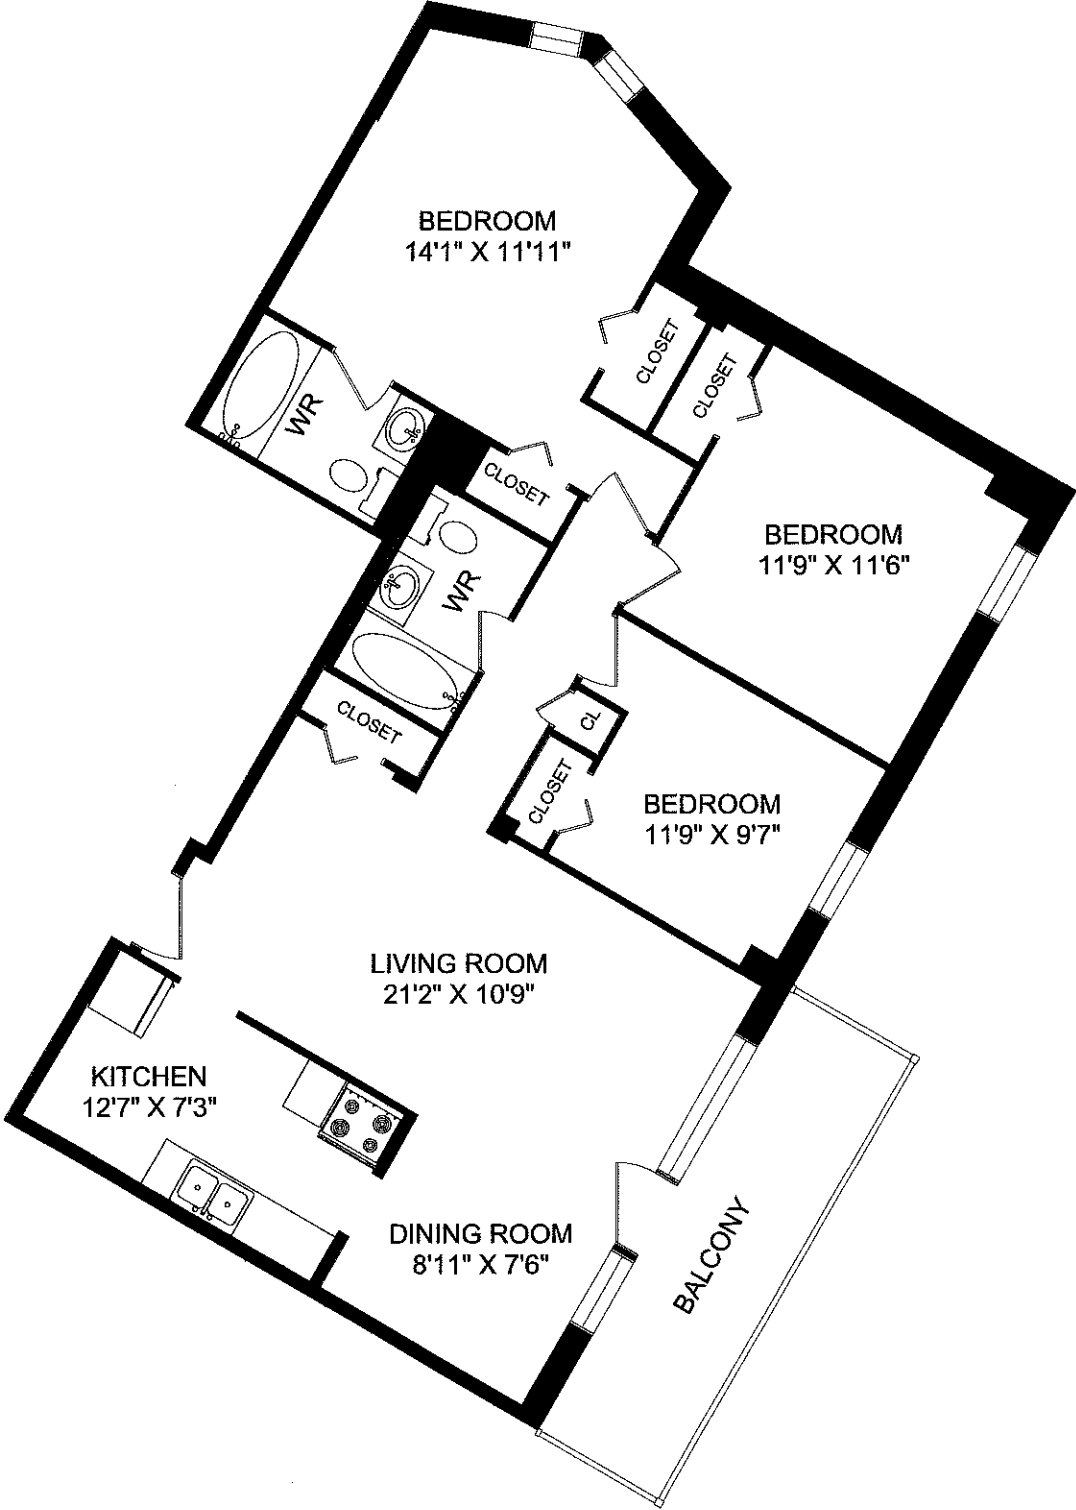 BEDROOM
14'1" X 11'11"
CLOSET
CLOSET
WR
CLOSET
BEDROOM
11'9" X 11'6"
WR
CLOSET
CL
CLOSET
BEDROOM
11'9" X 9'7"
LIVING ROOM
21'2" X 10'9"
KITCHEN
12'7" X 7'3"
DINING ROOM
8'11" X 7'6"
BALCONY